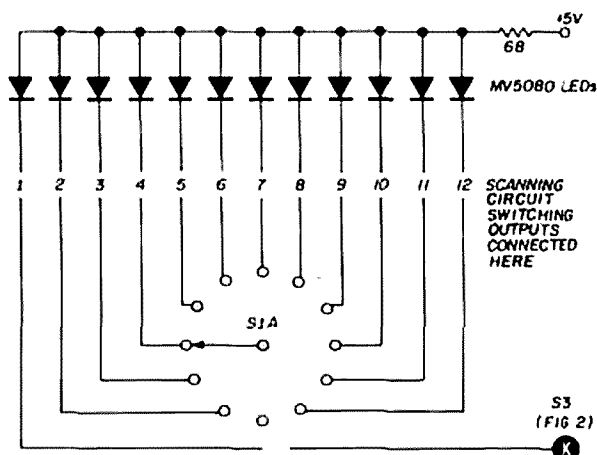 +5V
68
MV5080 LEDs
1 2 3 4 5 6 7 8 9 10 11 12
SCANNING
CIRCUIT
SWITCHING
OUTPUTS
CONNECTED
HERE
S1A
S3
(FIG 2)
X